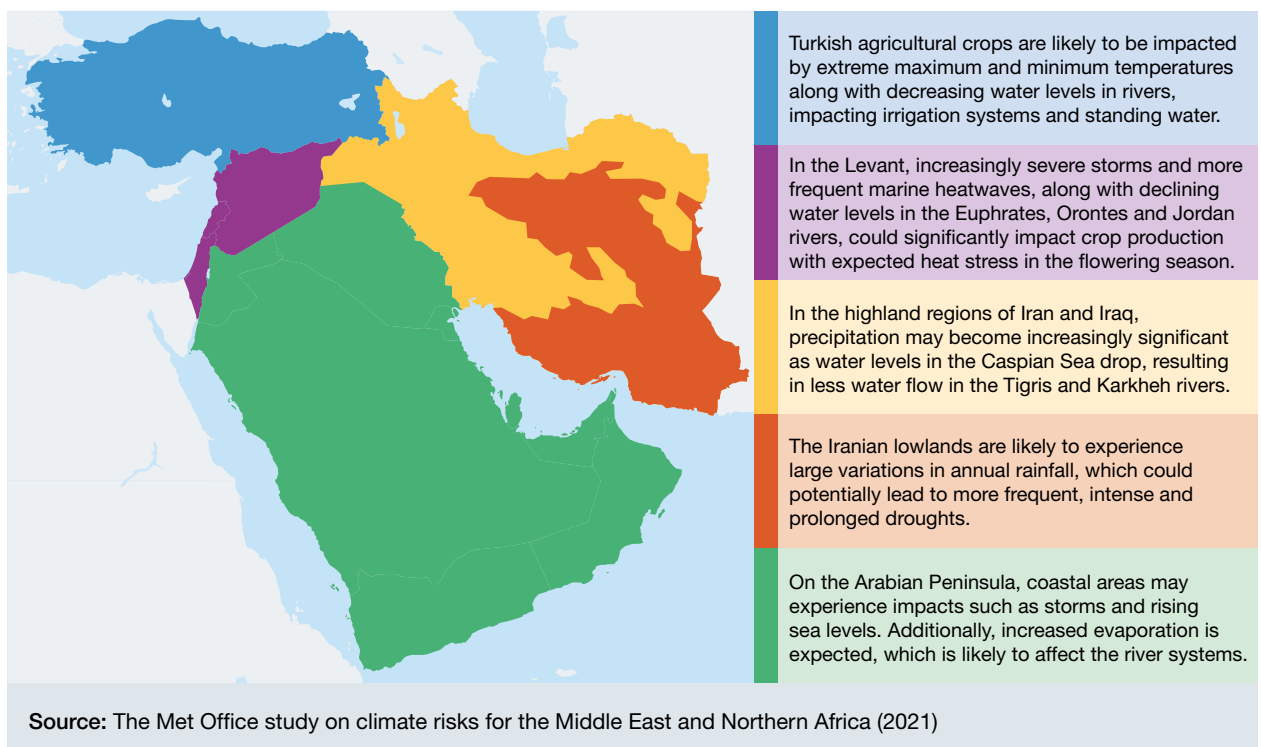 Turkish agricultural crops are likely to be impacted
by extreme maximum and minimum temperatures
along with decreasing water levels in rivers,
impacting irrigation systems and standing water.
In the Levant, increasingly severe storms and more
frequent marine heatwaves, along with declining
water levels in the Euphrates, Orontes and Jordan
rivers, could significantly impact crop production
with expected heat stress in the flowering season.
In the highland regions of Iran and Iraq,
precipitation may become increasingly significant
as water levels in the Caspian Sea drop, resulting
in less water flow in the Tigris and Karkheh rivers.
The Iranian lowlands are likely to experience
large variations in annual rainfall, which could
potentially lead to more frequent, intense and
prolonged droughts.
On the Arabian Peninsula, coastal areas may
experience impacts such as storms and rising
sea levels. Additionally, increased evaporation is
expected, which is likely to affect the river systems.
Source: The Met Office study on climate risks for the Middle East and Northern Africa (2021)